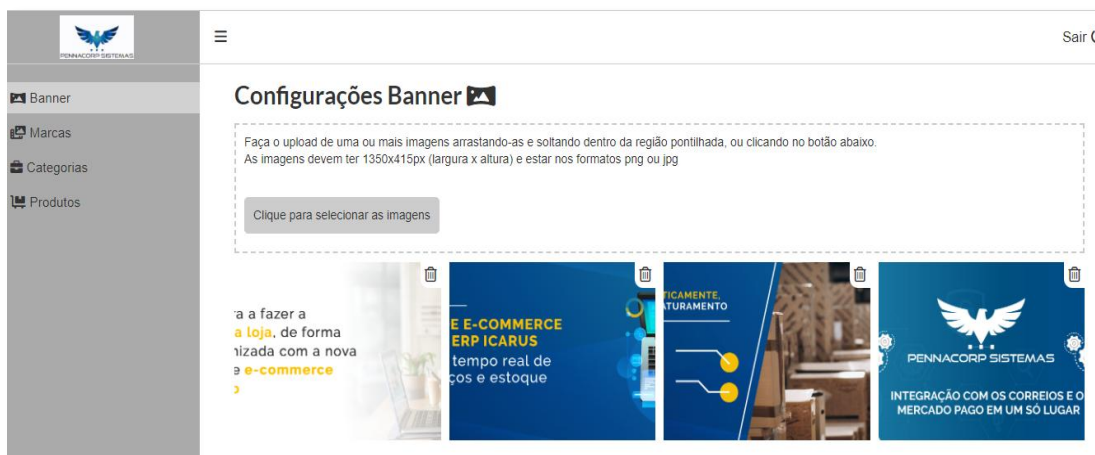 PENNACORP SISTEMAS
☰
Sair
Banner
Marcas
Categorias
Produtos
Configurações Banner
Faça o upload de uma ou mais imagens arrastando-as e soltando dentro da região pontilhada, ou clicando no botão abaixo.
As imagens devem ter 1350x415px (largura x altura) e estar nos formatos png ou jpg
Clique para selecionar as imagens
ra a fazer a
a loja, de forma
nizada com a nova
e e-commerce
E E-COMMERCE
ERP ICARUS
tempo real de
ços e estoque
TICAMENTE,
ATURAMENTO
PENNACORP SISTEMAS
INTEGRAÇÃO COM OS CORREIOS E O
MERCADO PAGO EM UM SÓ LUGAR